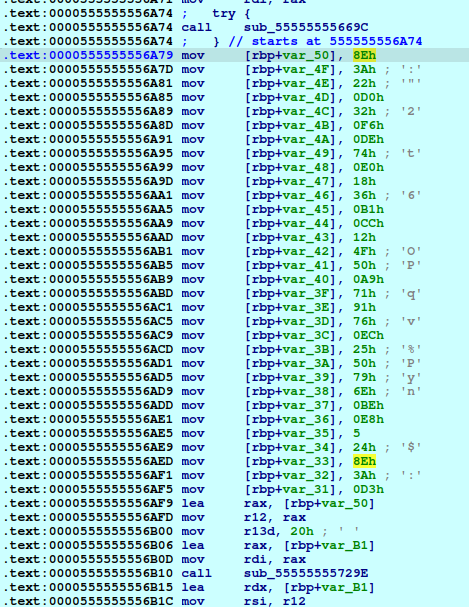 .text:0000555555556A74 ;   try {
.text:0000555555556A74 call    sub_55555555669C
.text:0000555555556A74 ;   } // starts at 555555556A74
.text:0000555555556A79 mov     [rbp+var_50], 8Eh
.text:0000555555556A7D mov     [rbp+var_4F], 3Ah ; ':'
.text:0000555555556A81 mov     [rbp+var_4E], 22h ; '"'
.text:0000555555556A85 mov     [rbp+var_4D], 0D0h
.text:0000555555556A89 mov     [rbp+var_4C], 32h ; '2'
.text:0000555555556A8D mov     [rbp+var_4B], 0F6h
.text:0000555555556A91 mov     [rbp+var_4A], 0DEh
.text:0000555555556A95 mov     [rbp+var_49], 74h ; 't'
.text:0000555555556A99 mov     [rbp+var_48], 0E0h
.text:0000555555556A9D mov     [rbp+var_47], 18h
.text:0000555555556AA1 mov     [rbp+var_46], 36h ; '6'
.text:0000555555556AA5 mov     [rbp+var_45], 0B1h
.text:0000555555556AA9 mov     [rbp+var_44], 0CCh
.text:0000555555556AAD mov     [rbp+var_43], 12h
.text:0000555555556AB1 mov     [rbp+var_42], 4Fh ; 'O'
.text:0000555555556AB5 mov     [rbp+var_41], 50h ; 'P'
.text:0000555555556AB9 mov     [rbp+var_40], 0A9h
.text:0000555555556ABD mov     [rbp+var_3F], 71h ; 'q'
.text:0000555555556AC1 mov     [rbp+var_3E], 91h
.text:0000555555556AC5 mov     [rbp+var_3D], 76h ; 'v'
.text:0000555555556AC9 mov     [rbp+var_3C], 0ECh
.text:0000555555556ACD mov     [rbp+var_3B], 25h ; '%'
.text:0000555555556AD1 mov     [rbp+var_3A], 50h ; 'P'
.text:0000555555556AD5 mov     [rbp+var_39], 79h ; 'y'
.text:0000555555556AD9 mov     [rbp+var_38], 6Eh ; 'n'
.text:0000555555556ADD mov     [rbp+var_37], 0BEh
.text:0000555555556AE1 mov     [rbp+var_36], 0E8h
.text:0000555555556AE5 mov     [rbp+var_35], 5
.text:0000555555556AE9 mov     [rbp+var_34], 24h ; '$'
.text:0000555555556AED mov     [rbp+var_33], 8Eh
.text:0000555555556AF1 mov     [rbp+var_32], 3Ah ; ':'
.text:0000555555556AF5 mov     [rbp+var_31], 0D3h
.text:0000555555556AF9 lea     rax, [rbp+var_50]
.text:0000555555556AFD mov     r12, rax
.text:0000555555556B00 mov     r13d, 20h ; ' '
.text:0000555555556B06 lea     rax, [rbp+var_B1]
.text:0000555555556B0D mov     rdi, rax
.text:0000555555556B10 call    sub_55555555729E
.text:0000555555556B15 lea     rdx, [rbp+var_B1]
.text:0000555555556B1C mov     rsi, r12